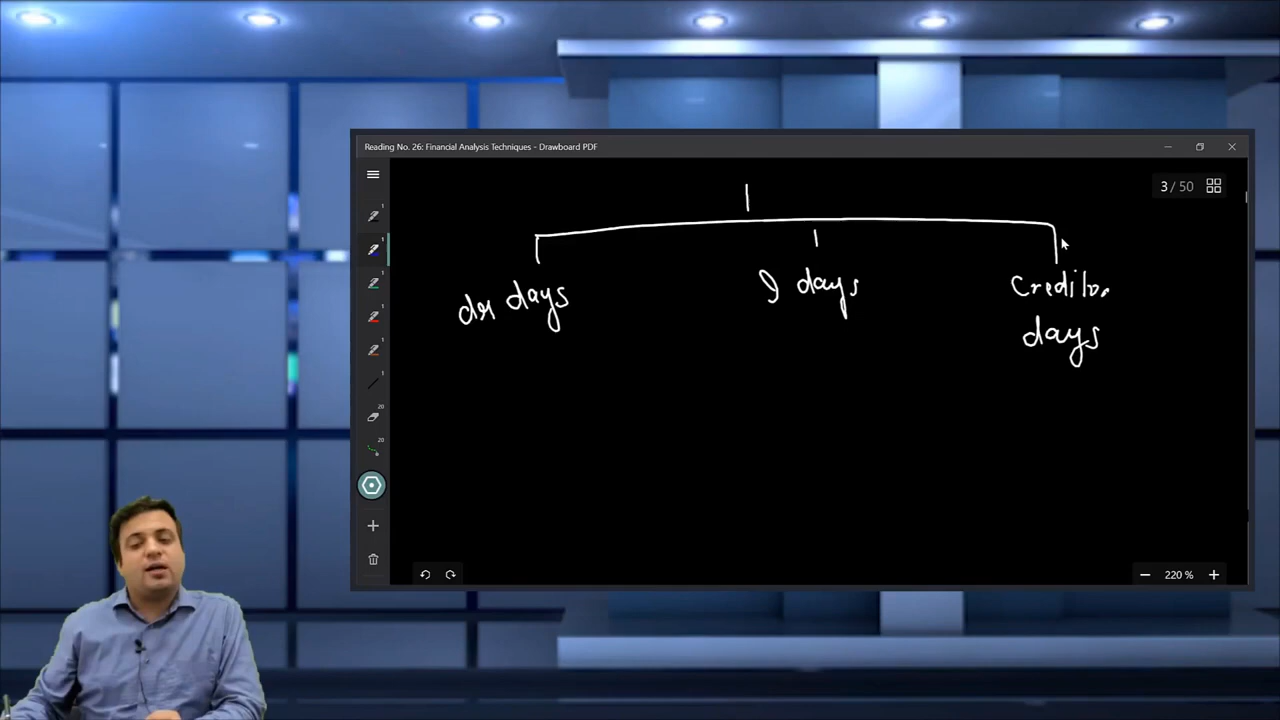 Reading No. 26: Financial Analysis Techniques - Drawboard PDF
3 / 50
dr days
I days
Creditor
days
220 %